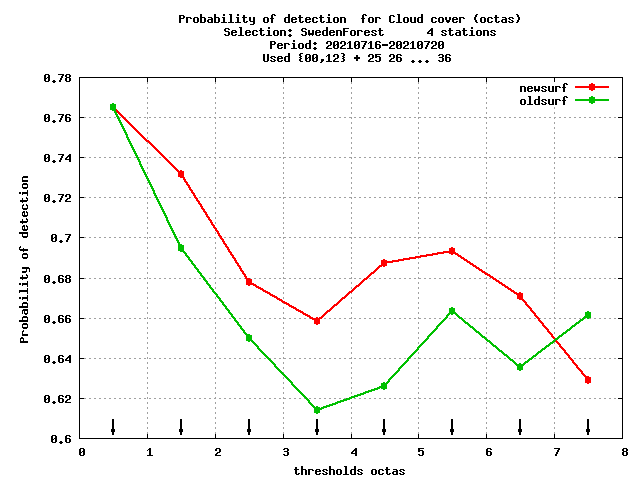 Probability of detection  for Cloud cover (octas)
Selection: SwedenForest      4 stations
Period: 20210716-20210720
Used {00,12} + 25 26 ... 36
newsurf
oldsurf
0.78
0.76
0.74
0.72
0.7
0.68
0.66
0.64
0.62
0.6
Probability of detection
0 1 2 3 4 5 6 7 8
thresholds octas